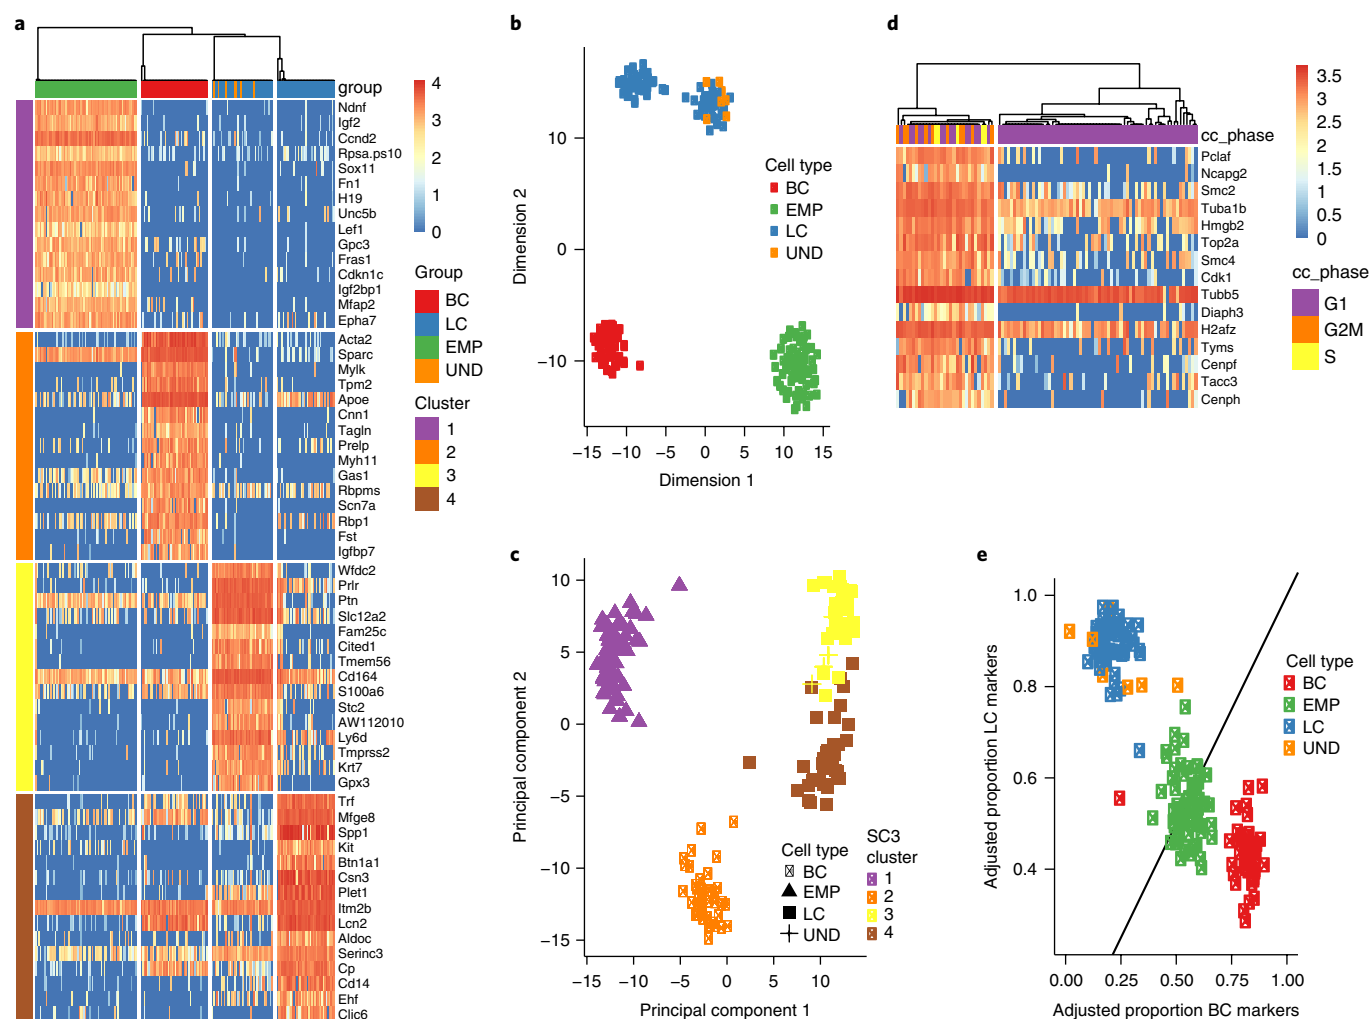 a
group
4
3
2
1
0
Ndnf
Igf2
Ccnd2
Rpsa.ps10
Sox11
Fn1
H19
Unc5b
Lef1
Gpc3
Fras1
Cdkn1c
Igf2bp1
Mfap2
Epha7
Acta2
Sparc
Mylk
Tpm2
Apoe
Cnn1
Tagln
Prelp
Myh11
Gas1
Rbpms
Scn7a
Rbp1
Fst
Igfbp7
Wfdc2
Prlr
Ptn
Slc12a2
Fam25c
Cited1
Tmem56
Cd164
S100a6
Stc2
AW112010
Ly6d
Tmprss2
Krt7
Gpx3
Trf
Mfge8
Spp1
Kit
Btn1a1
Csn3
Plet1
Itm2b
Lcn2
Aldoc
Serinc3
Cp
Cd14
Ehf
Clic6
Group
BC
LC
EMP
UND
Cluster
1
2
3
4
b
Dimension 2
10
0
−10
−15 −10 −5 0 5 10 15
Dimension 1
Cell type
BC
EMP
LC
UND
c
Principal component 2
10
5
0
−5
−10
−15
−15 −10 −5 0 5 10
Principal component 1
Cell type
BC
EMP
LC
UND
SC3
cluster
1
2
3
4
d
cc_phase
Pclaf
Ncapg2
Smc2
Tuba1b
Hmgb2
Top2a
Smc4
Cdk1
Tubb5
Diaph3
H2afz
Tyms
Cenpf
Tacc3
Cenph
3.5
3
2.5
2
1.5
1
0.5
0
cc_phase
G1
G2M
S
e
Adjusted proportion LC markers
1.0
0.8
0.6
0.4
0.00 0.25 0.50 0.75 1.00
Adjusted proportion BC markers
Cell type
BC
EMP
LC
UND